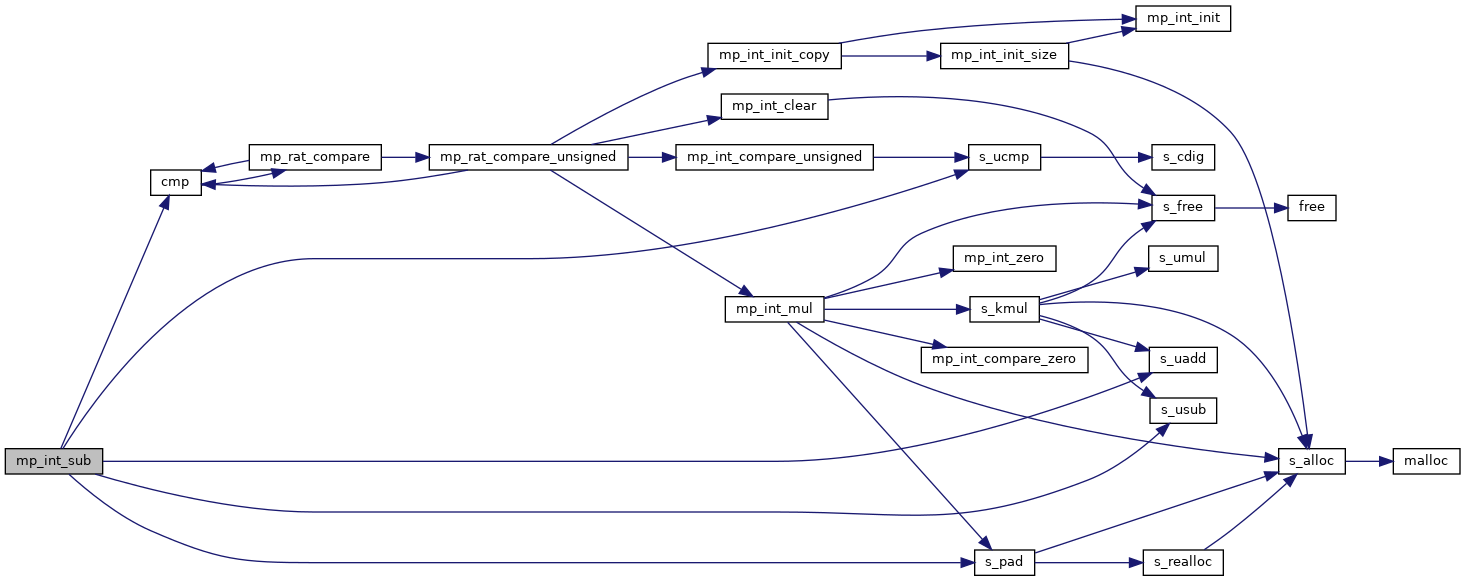 mp_int_init
mp_int_init_copy
mp_int_init_size
mp_int_clear
mp_rat_compare
mp_rat_compare_unsigned
mp_int_compare_unsigned
s_ucmp
s_cdig
cmp
s_free
free
mp_int_zero
s_umul
mp_int_mul
s_kmul
mp_int_compare_zero
s_uadd
s_usub
mp_int_sub
s_alloc
malloc
s_pad
s_realloc